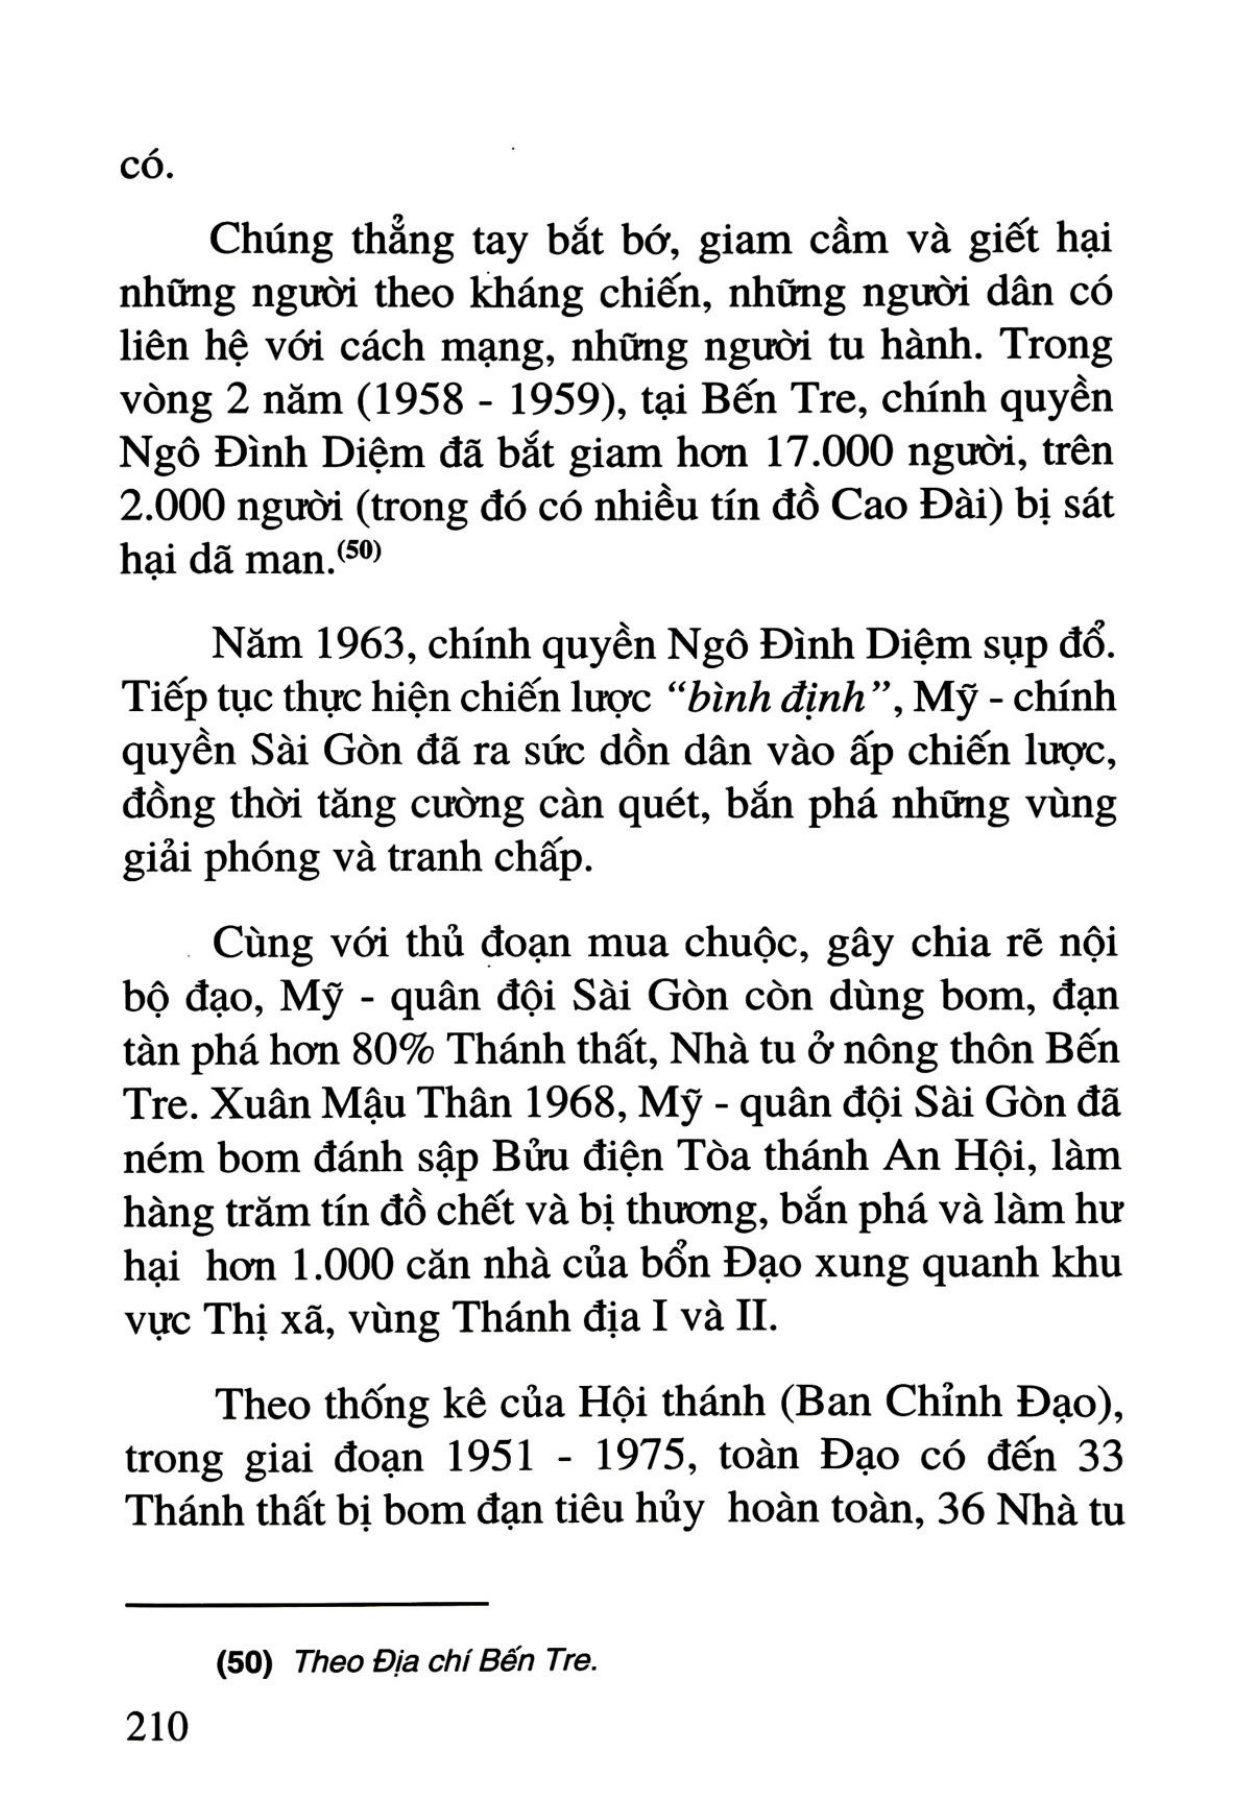 có.
Chúng thẳng tay bắt bớ, giam cầm và giết hại
những người theo kháng chiến, những người dân có
liên hệ với cách mạng, những người tu hành. Trong
vòng 2 năm (1958 - 1959), tại Bến Tre, chính quyền
Ngô Đình Diệm đã bắt giam hơn 17.000 người, trên
2.000 người (trong đó có nhiều tín đồ Cao Đài) bị sát
hại dã man.(50)
Năm 1963, chính quyền Ngô Đình Diệm sụp đổ.
Tiếp tục thực hiện chiến lược “bình định”, Mỹ - chính
quyền Sài Gòn đã ra sức dồn dân vào ấp chiến lược,
đồng thời tăng cường càn quét, bắn phá những vùng
giải phóng và tranh chấp.
Cùng với thủ đoạn mua chuộc, gây chia rẽ nội
bộ đạo, Mỹ - quân đội Sài Gòn còn dùng bom, đạn
tàn phá hơn 80% Thánh thất, Nhà tu ở nông thôn Bến
Tre. Xuân Mậu Thân 1968, Mỹ - quân đội Sài Gòn đã
ném bom đánh sập Bửu điện Tòa thánh An Hội, làm
hàng trăm tín đồ chết và bị thương, bắn phá và làm hư
hại hơn 1.000 căn nhà của bổn Đạo xung quanh khu
vực Thị xã, vùng Thánh địa I và II.
Theo thống kê của Hội thánh (Ban Chỉnh Đạo),
trong giai đoạn 1951 - 1975, toàn Đạo có đến 33
Thánh thất bị bom đạn tiêu hủy hoàn toàn, 36 Nhà tu
(50) Theo Địa chí Bến Tre.
210